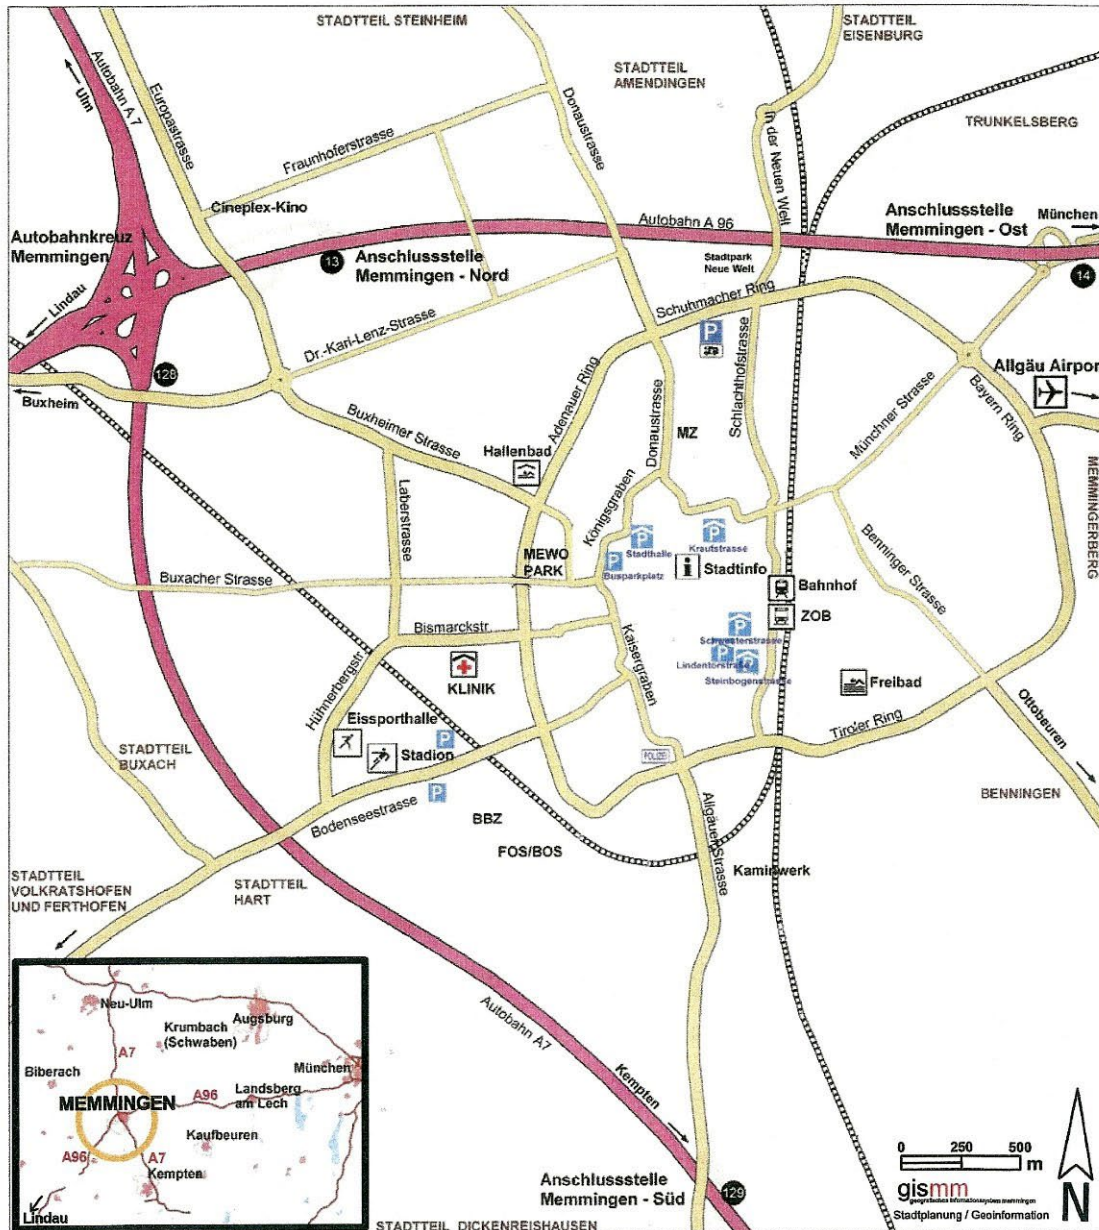 STADTTEIL STEINHEIM
STADTTEIL
EISENBURG
STADTTEIL
AMENDINGEN
TRUNKELSBERG
Ulm
Autobahn A 7
Europastrasse
Fraunhoferstrasse
Donaustrasse
In der Neuen Welt
Cineplex-Kino
Autobahn A 96
Anschlussstelle
Memmingen - Ost
München
14
Autobahnkreuz
Memmingen
13
Anschlussstelle
Memmingen - Nord
Stadtpark
Neue Welt
Lindau
Schuhmacher Ring
Dr.-Karl-Lenz-Strasse
P
128
Buxheim
Allgäu Airport
Adenauer Ring
Donaustrasse
Schlachthofstrasse
Münchner Strasse
Bayern Ring
Buxheimer Strasse
MZ
Hallenbad
MEMMINGERBERG
Laberstrasse
Königsgraben
P
Stadthalle
P
Krautstrasse
MEWO
PARK
P
Busparkplatz
i
Stadtinfo
Benninger Strasse
Buxacher Strasse
Bahnhof
ZOB
Bismarckstr.
Kaisergraben
P
Schwesterstrasse
P
Lindentorstraße
P
Steinbogenstrasse
KLINIK
Freibad
Hühnerbergstr
Eissporthalle
P
Stadion
Tiroler Ring
Ottobeuren
STADTTEIL
BUXACH
POLIZEI
P
BENNINGEN
Bodenseestrasse
BBZ
Allgäuer Strasse
FOS/BOS
Kaminwerk
STADTTEIL
VOLKRATSHOFEN
UND FERTHOFEN
STADTTEIL
HART
Autobahn A7
Kempten
Neu-Ulm
Augsburg
Krumbach
(Schwaben)
A7
Biberach
München
MEMMINGEN
A96
Landsberg
am Lech
Kaufbeuren
A96
A7
Kempten
Lindau
Anschlussstelle
Memmingen - Süd
129
0 250 500
m
gismm
geografisches Informationssystem memmingen
Stadtplanung / Geoinformation
N
STADTTEIL DICKENREISHAUSEN